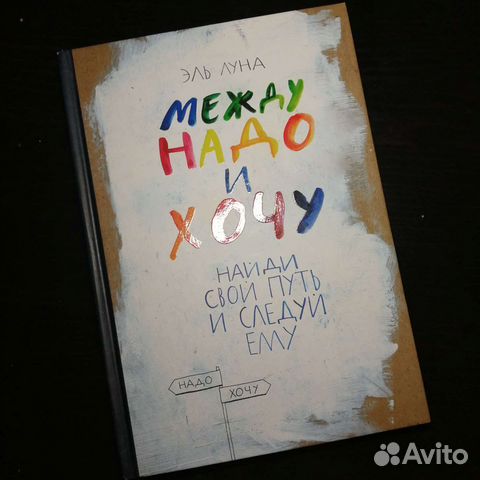 ЭЛЬ ЛУНА
МЕЖДУ
НАДО
И
ХОЧУ
НАЙДИ
СВОЙ ПУТЬ
И СЛЕДУЙ
ЕМУ
НАДО
ХОЧУ
Avito